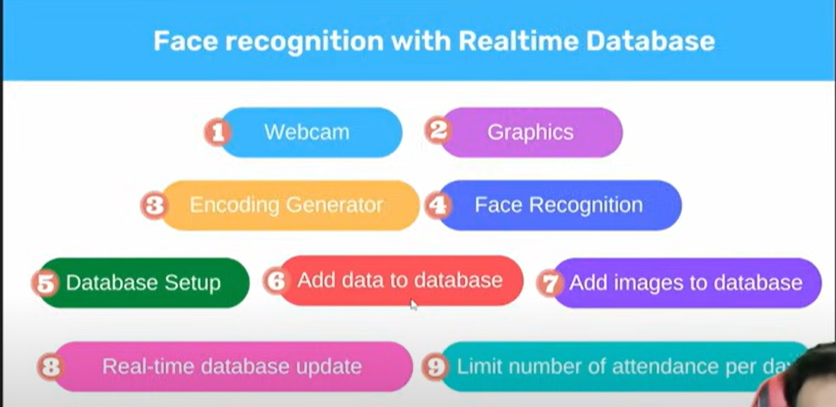 Face recognition with Realtime Database
1 Webcam
2 Graphics
3 Encoding Generator
4 Face Recognition
5 Database Setup
6 Add data to database
7 Add images to database
8 Real-time database update
9 Limit number of attendance per day